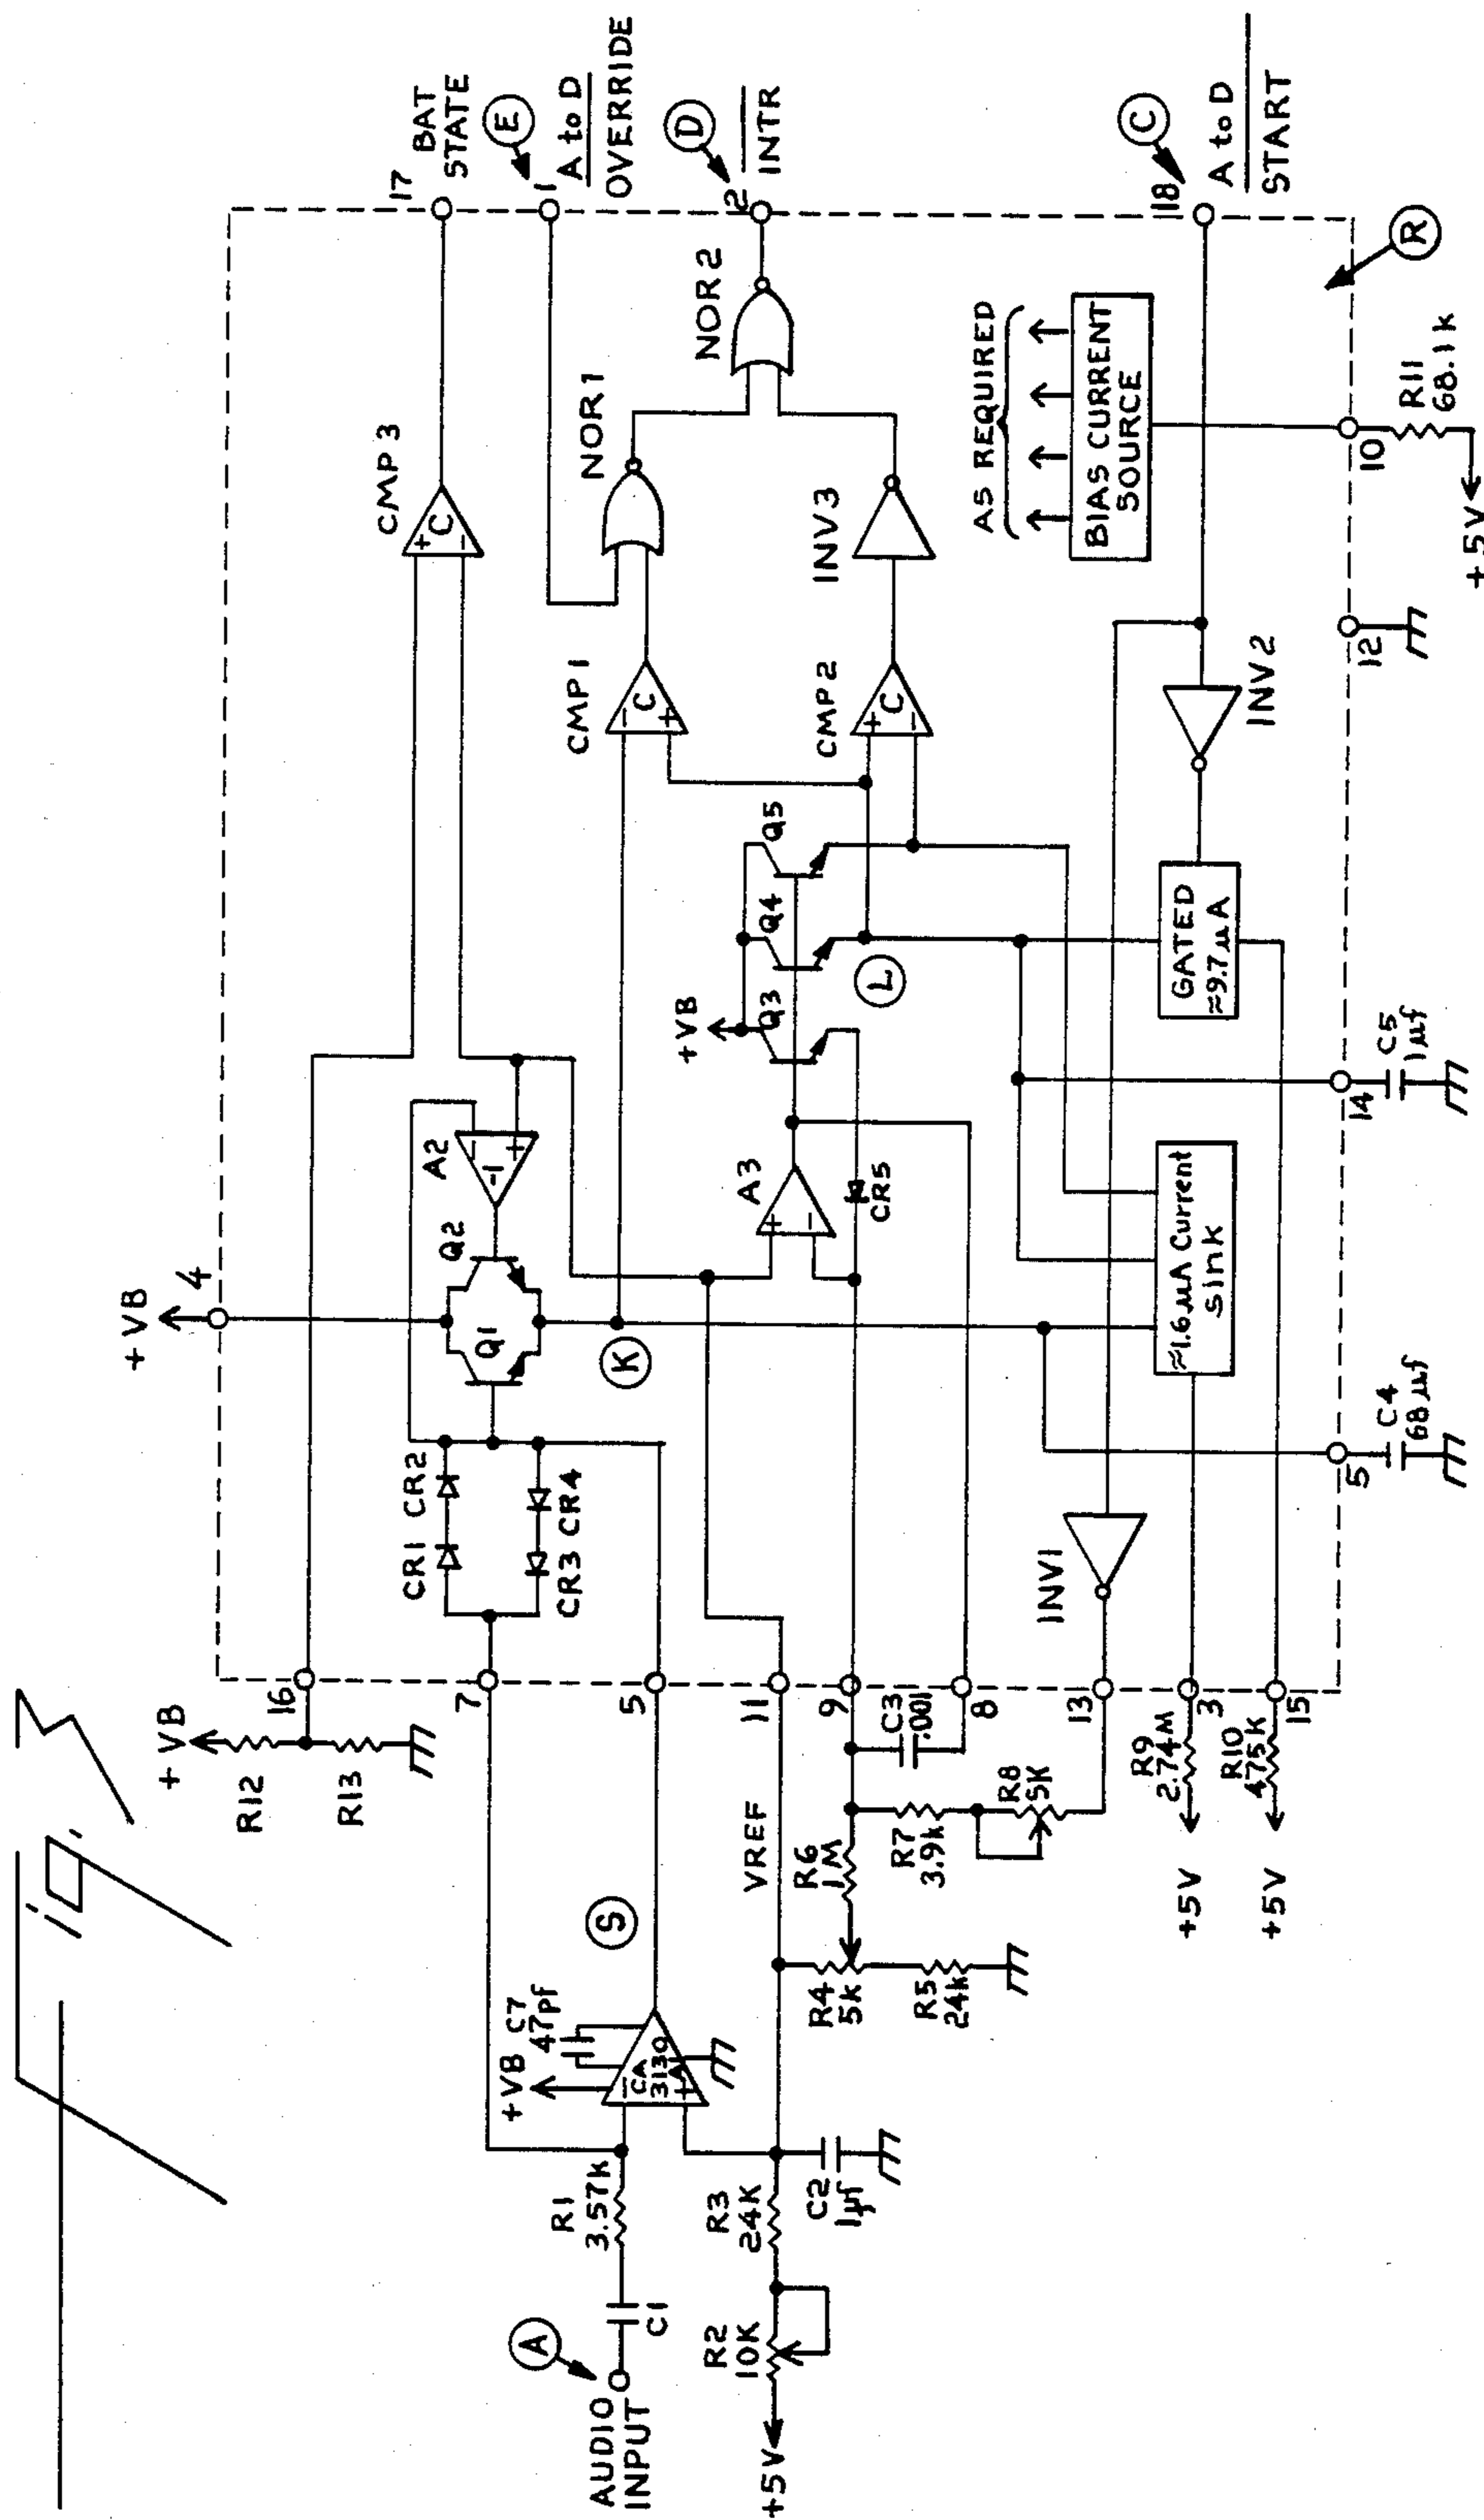 Fig. 3
+VB
4
+VB
R12
R13
16
17
BAT
STATE
CMP 3
+
C
−
E
1
A to D
OVERRIDE
D
2
INTR
C
18
A to D
START
R
NOR 1
NOR 2
CMP 1
−
C
+
CMP 2
+
C
−
INV 3
AS REQUIRED
BIAS CURRENT
SOURCE
10
R11
68.1k
+5V
12
INV 2
GATED
≈9.7μA
14
C5
1μf
≈1.6μA Current
sink
5
C4
68μf
INV1
A2
−
+
-1
Q2
Q1
K
CR1 CR2
CR3 CR4
7
5
A3
+
−
CR5
+VB
Q3
Q4
Q5
L
11
9
8
13
3
15
C3
.001
R8
5K
R9
2.74M
R10
475K
+5V
+5V
VREF
R6
1M
R7
3.9k
R4
5k
R5
24k
S
C7
47pf
+VB
−
CA
3130
+
R1
3.57k
R3
24K
C2
1μf
A
AUDIO
INPUT
C1
R2
10K
+5V